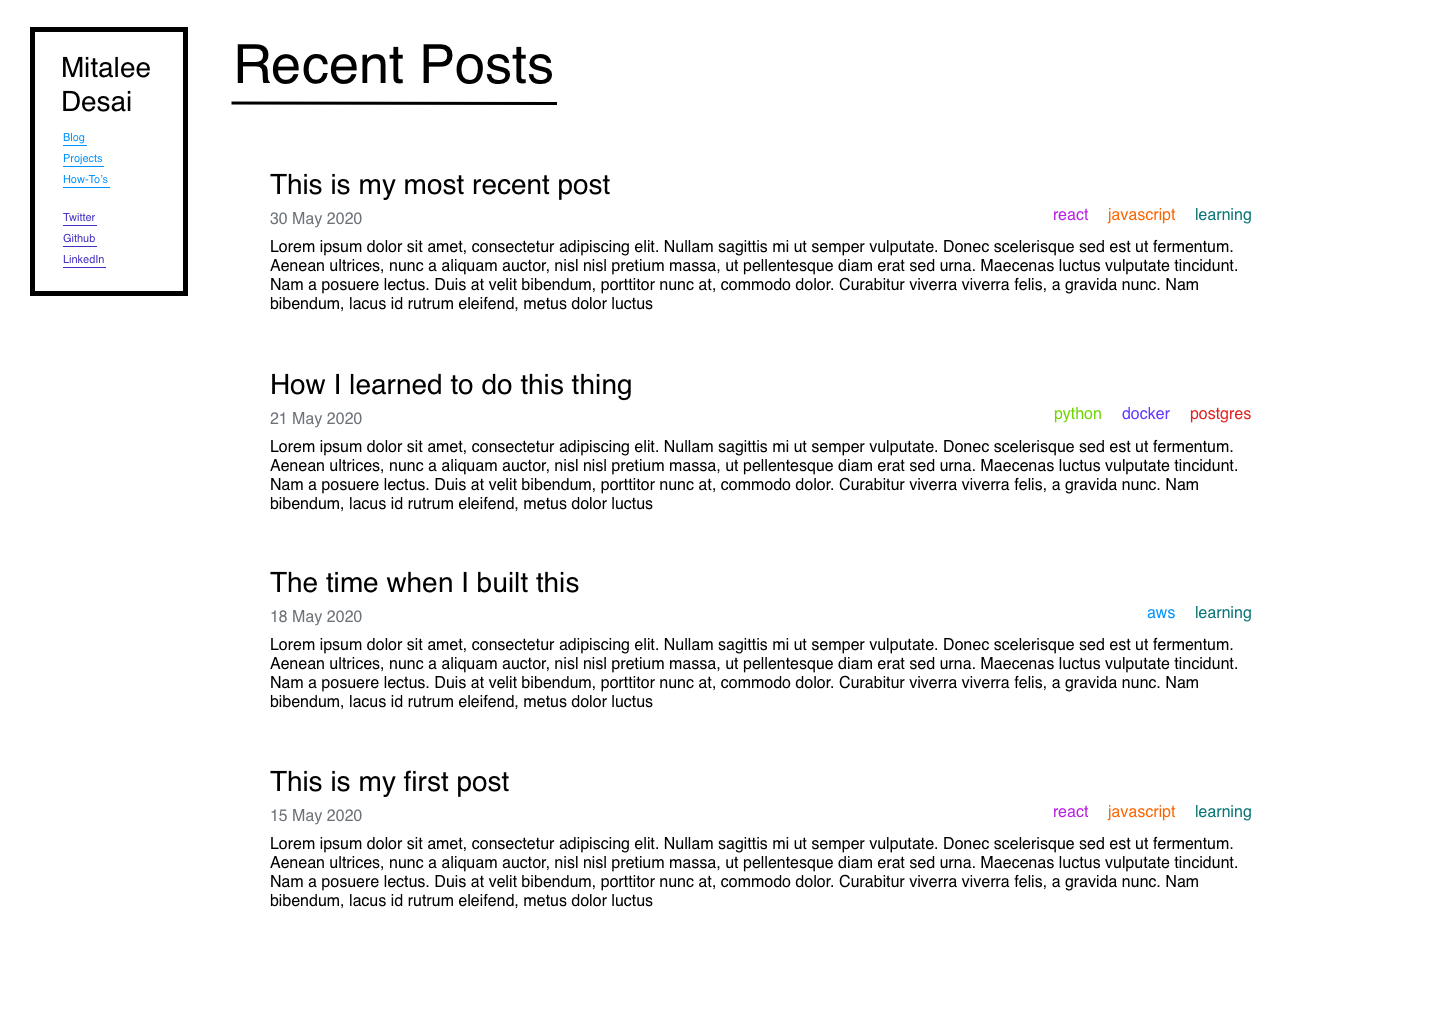 Mitalee
Desai
Blog
Projects
How-To's
Twitter
Github
LinkedIn
Recent Posts
This is my most recent post
30 May 2020
react javascript learning
Lorem ipsum dolor sit amet, consectetur adipiscing elit. Nullam sagittis mi ut semper vulputate. Donec scelerisque sed est ut fermentum.
Aenean ultrices, nunc a aliquam auctor, nisl nisl pretium massa, ut pellentesque diam erat sed urna. Maecenas luctus vulputate tincidunt.
Nam a posuere lectus. Duis at velit bibendum, porttitor nunc at, commodo dolor. Curabitur viverra viverra felis, a gravida nunc. Nam
bibendum, lacus id rutrum eleifend, metus dolor luctus
How I learned to do this thing
21 May 2020
python docker postgres
Lorem ipsum dolor sit amet, consectetur adipiscing elit. Nullam sagittis mi ut semper vulputate. Donec scelerisque sed est ut fermentum.
Aenean ultrices, nunc a aliquam auctor, nisl nisl pretium massa, ut pellentesque diam erat sed urna. Maecenas luctus vulputate tincidunt.
Nam a posuere lectus. Duis at velit bibendum, porttitor nunc at, commodo dolor. Curabitur viverra viverra felis, a gravida nunc. Nam
bibendum, lacus id rutrum eleifend, metus dolor luctus
The time when I built this
18 May 2020
aws learning
Lorem ipsum dolor sit amet, consectetur adipiscing elit. Nullam sagittis mi ut semper vulputate. Donec scelerisque sed est ut fermentum.
Aenean ultrices, nunc a aliquam auctor, nisl nisl pretium massa, ut pellentesque diam erat sed urna. Maecenas luctus vulputate tincidunt.
Nam a posuere lectus. Duis at velit bibendum, porttitor nunc at, commodo dolor. Curabitur viverra viverra felis, a gravida nunc. Nam
bibendum, lacus id rutrum eleifend, metus dolor luctus
This is my first post
15 May 2020
react javascript learning
Lorem ipsum dolor sit amet, consectetur adipiscing elit. Nullam sagittis mi ut semper vulputate. Donec scelerisque sed est ut fermentum.
Aenean ultrices, nunc a aliquam auctor, nisl nisl pretium massa, ut pellentesque diam erat sed urna. Maecenas luctus vulputate tincidunt.
Nam a posuere lectus. Duis at velit bibendum, porttitor nunc at, commodo dolor. Curabitur viverra viverra felis, a gravida nunc. Nam
bibendum, lacus id rutrum eleifend, metus dolor luctus